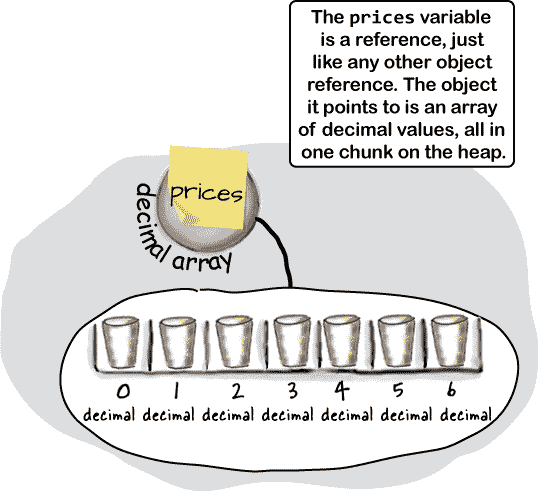 The prices variable
is a reference, just
like any other object
reference. The object
it points to is an array
of decimal values, all in
one chunk on the heap.
prices
decimal array
0 1 2 3 4 5 6
decimal decimal decimal decimal decimal decimal decimal